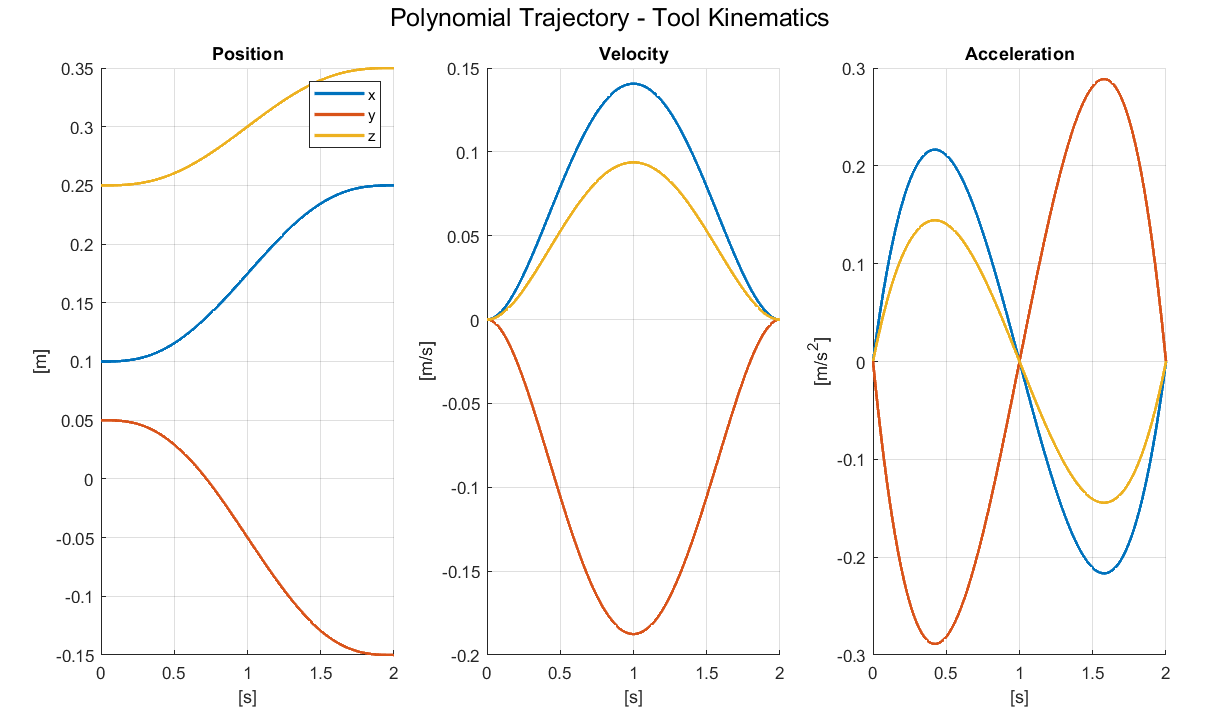 Polynomial Trajectory - Tool Kinematics
Position
0.35
0.3
0.25
0.2
0.15
0.1
0.05
0
-0.05
-0.1
-0.15
[m]
0 0.5 1 1.5 2
[s]
x
y
z
Velocity
0.15
0.1
0.05
0
-0.05
-0.1
-0.15
-0.2
[m/s]
0 0.5 1 1.5 2
[s]
Acceleration
0.3
0.2
0.1
0
-0.1
-0.2
-0.3
[m/s²]
0 0.5 1 1.5 2
[s]